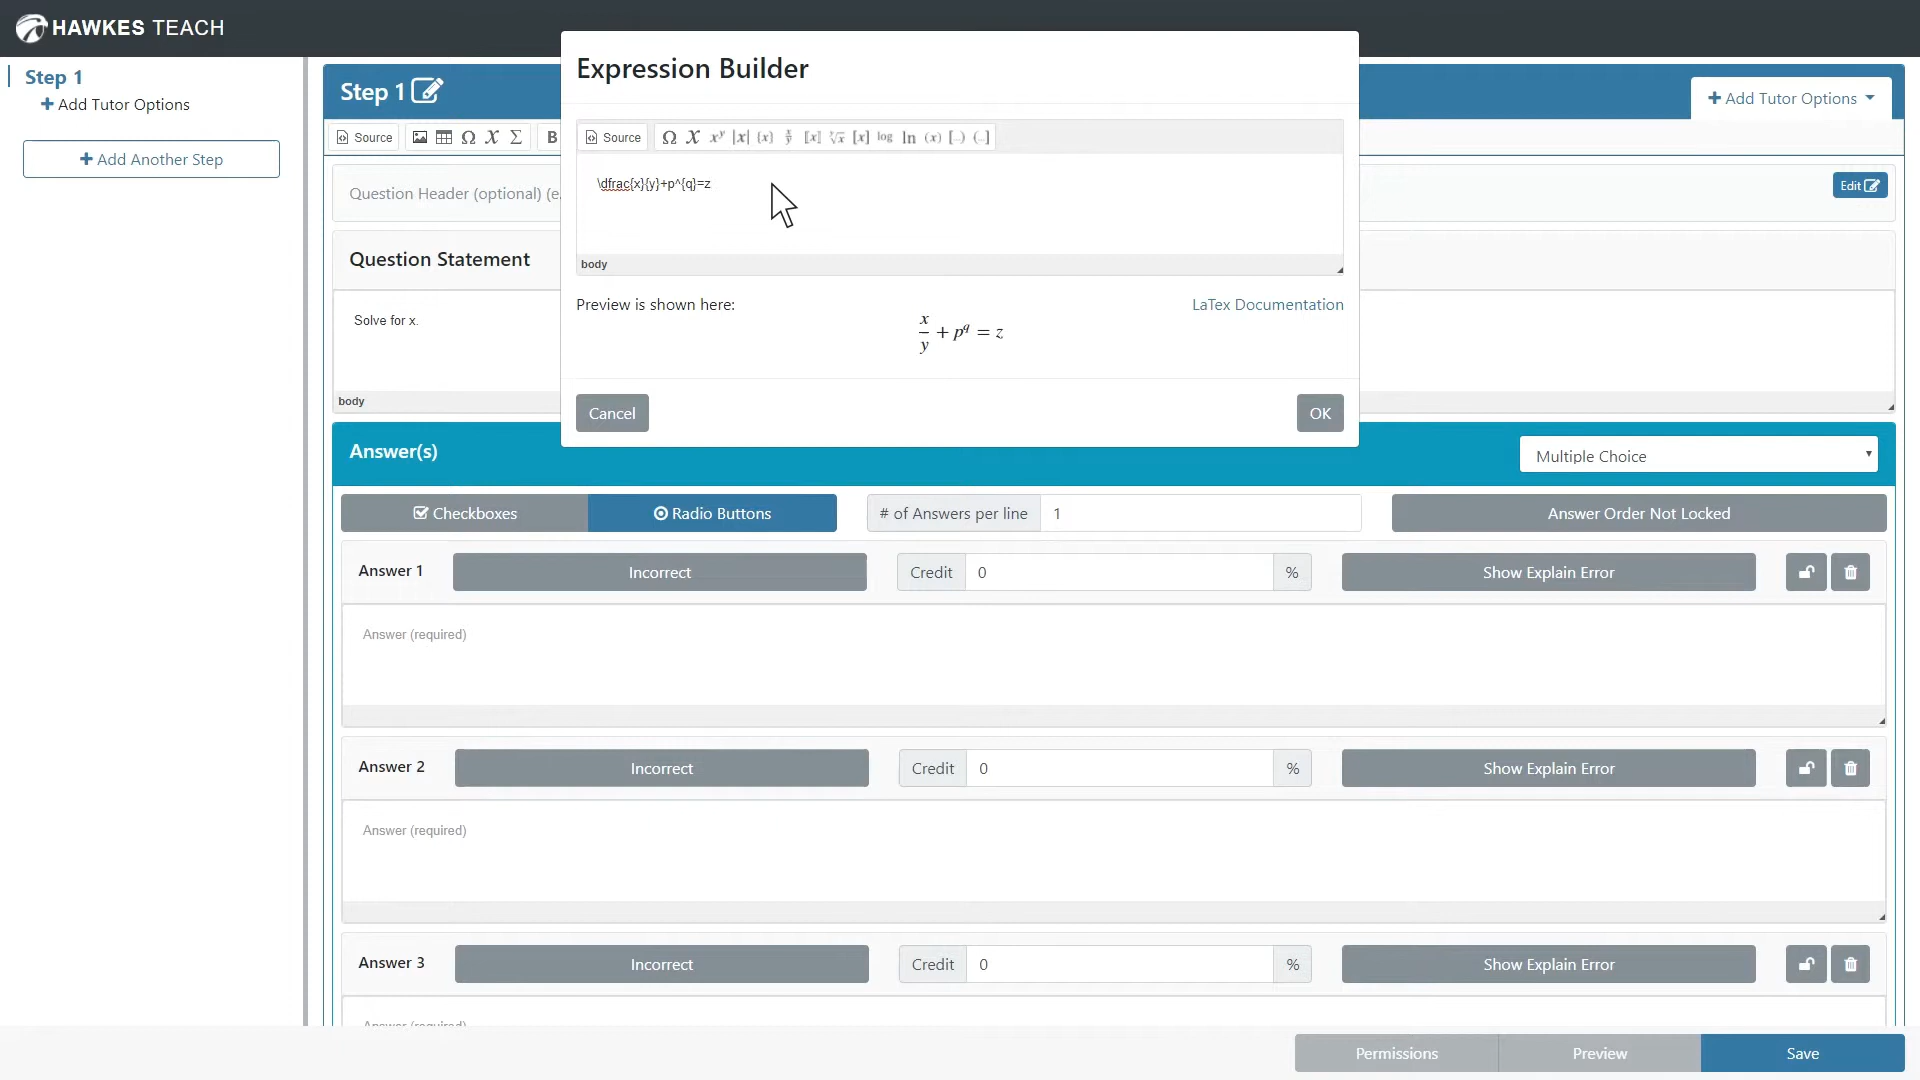 HAWKES TEACH
Step 1
+ Add Tutor Options
+ Add Another Step
Step 1
+ Add Tutor Options
Source
Ω X Σ
B
Question Header (optional) (e.
Edit
Question Statement
Solve for x.
body
Expression Builder
Source
Ω X x^y |x| {x} x/y [x] [x] log ln (x) [..) (..]
\dfrac{x}{y}+p^{q}=z
body
Preview is shown here:
LaTex Documentation
x/y + p^q = z
Cancel
OK
Answer(s)
Multiple Choice
Checkboxes
Radio Buttons
# of Answers per line
1
Answer Order Not Locked
Answer 1
Incorrect
Credit
0
%
Show Explain Error
Answer (required)
Answer 2
Incorrect
Credit
0
%
Show Explain Error
Answer (required)
Answer 3
Incorrect
Credit
0
%
Show Explain Error
Answer (required)
Permissions
Preview
Save